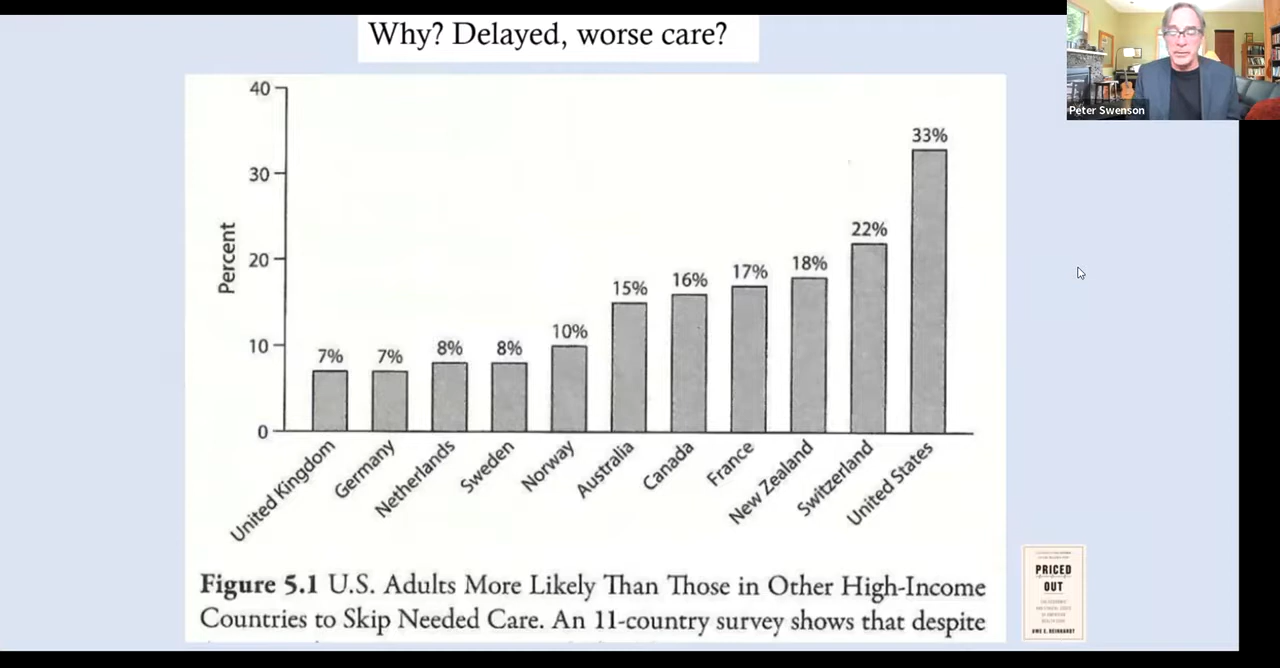 Why? Delayed, worse care?
Peter Swenson
40
30
20
10
0
Percent
7%
7%
8%
8%
10%
15%
16%
17%
18%
22%
33%
United Kingdom
Germany
Netherlands
Sweden
Norway
Australia
Canada
France
New Zealand
Switzerland
United States
Figure 5.1 U.S. Adults More Likely Than Those in Other High-Income
Countries to Skip Needed Care. An 11-country survey shows that despite
PRICED
OUT
UWE E. REINHARDT